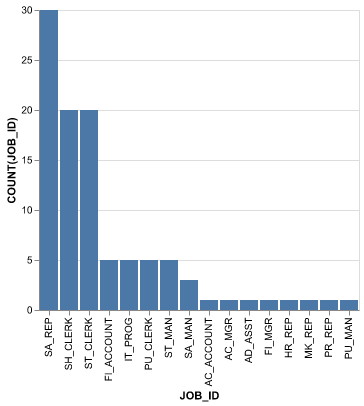 30
25
20
15
10
5
0
COUNT(JOB_ID)
SA_REP
SH_CLERK
ST_CLERK
FI_ACCOUNT
IT_PROG
PU_CLERK
ST_MAN
SA_MAN
AC_ACCOUNT
AC_MGR
AD_ASST
FI_MGR
HR_REP
MK_REP
PR_REP
PU_MAN
JOB_ID